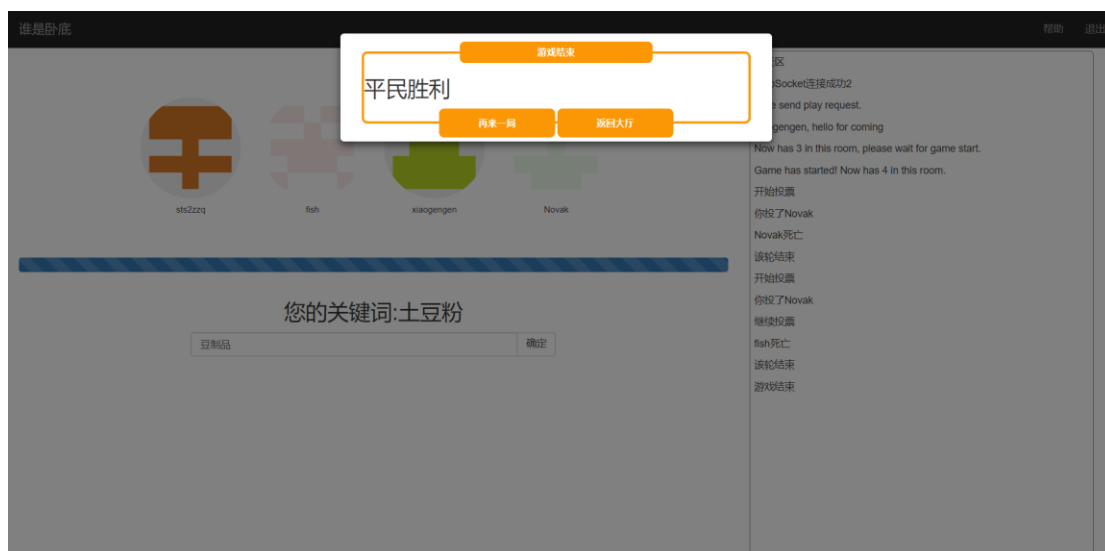 谁是卧底
帮助 退出
游戏结束
平民胜利
再来一局 返回大厅
区
Socket连接成功2
send play request.
gengen, hello for coming
Now has 3 in this room, please wait for game start.
Game has started! Now has 4 in this room.
开始投票
你投了Novak
Novak死亡
该轮结束
开始投票
你投了Novak
继续投票
fish死亡
该轮结束
游戏结束
sts2zzq fish xiaogengen Novak
您的关键词:土豆粉
豆制品 确定